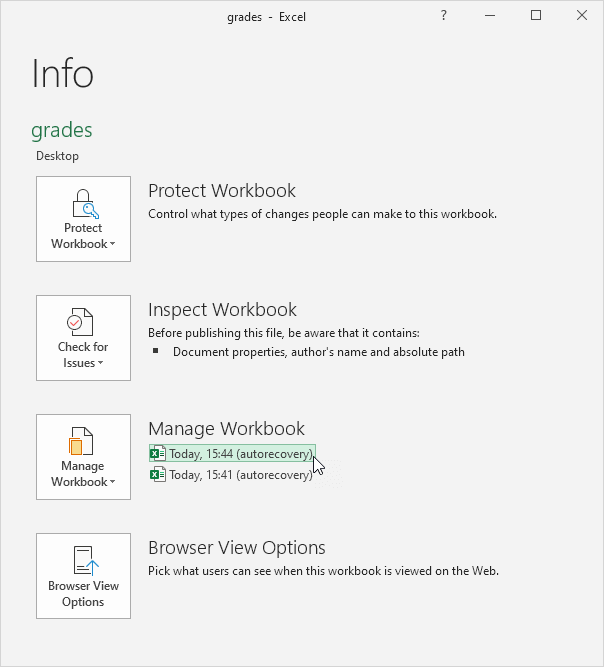 grades - Excel
?
Info
grades
Desktop
Protect Workbook
Protect Workbook
Control what types of changes people can make to this workbook.
Check for Issues
Inspect Workbook
Before publishing this file, be aware that it contains:
Document properties, author's name and absolute path
Manage Workbook
Manage Workbook
Today, 15:44 (autorecovery)
Today, 15:41 (autorecovery)
Browser View Options
Browser View Options
Pick what users can see when this workbook is viewed on the Web.